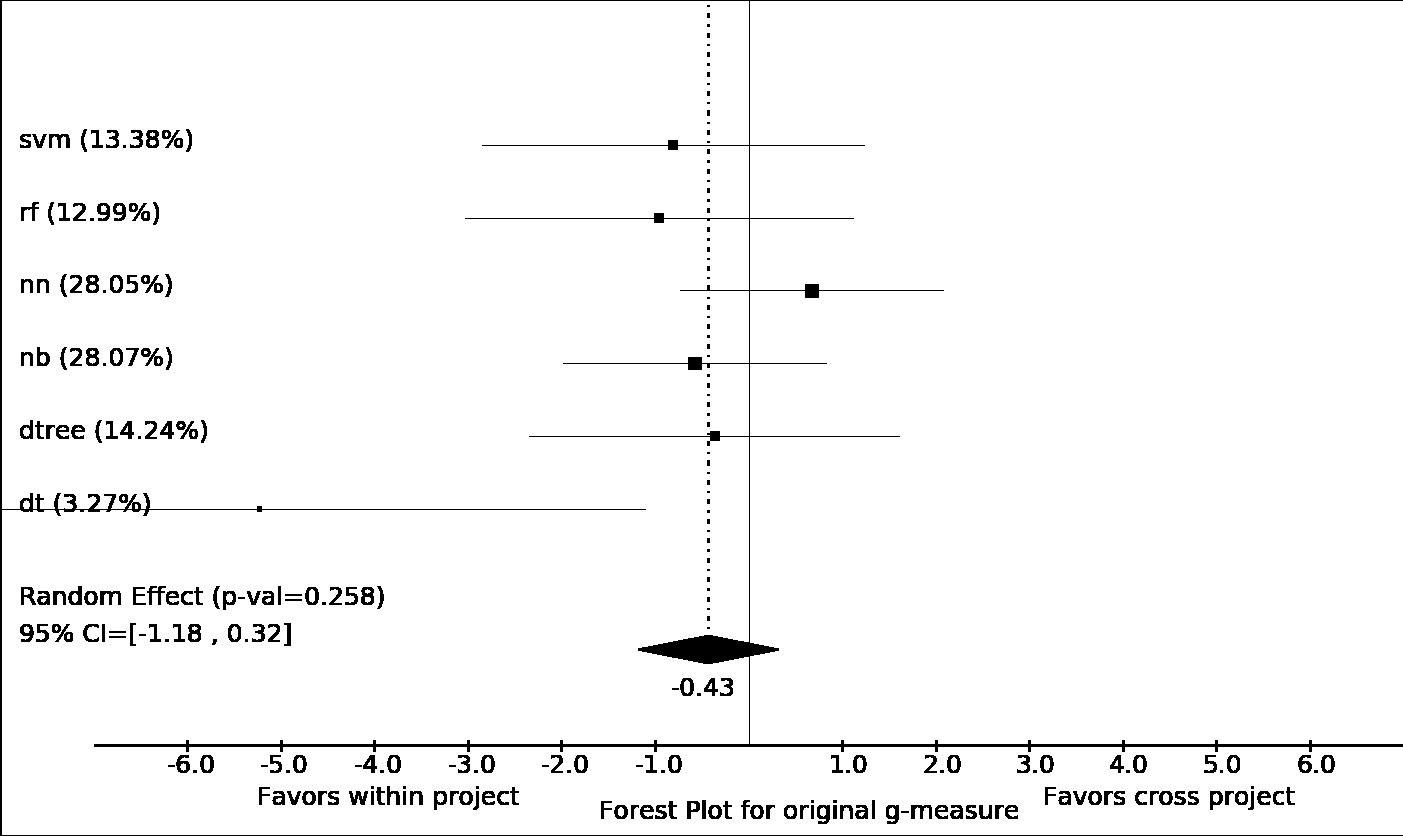 svm (13.38%)
rf (12.99%)
nn (28.05%)
nb (28.07%)
dtree (14.24%)
dt (3.27%)
Random Effect (p-val=0.258)
95% CI=[-1.18 , 0.32]
-0.43
-6.0 -5.0 -4.0 -3.0 -2.0 -1.0 1.0 2.0 3.0 4.0 5.0 6.0
Favors within project Favors cross project
Forest Plot for original g-measure